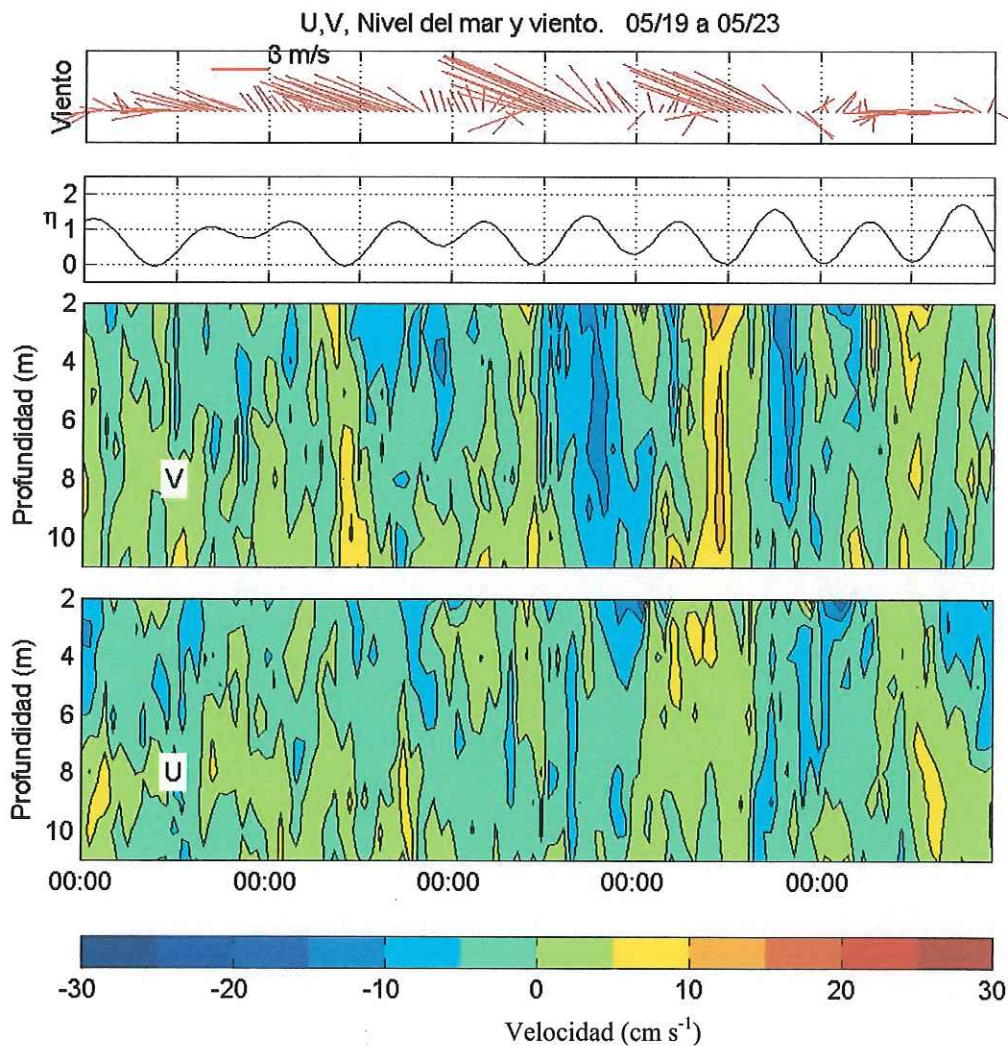 U,V, Nivel del mar y viento. 05/19 a 05/23
Viento
3 m/s
η
2
1
0
Profundidad (m)
2
4
6
8
10
V
Profundidad (m)
2
4
6
8
10
U
00:00 00:00 00:00 00:00 00:00
-30 -20 -10 0 10 20 30
Velocidad (cm s⁻¹)